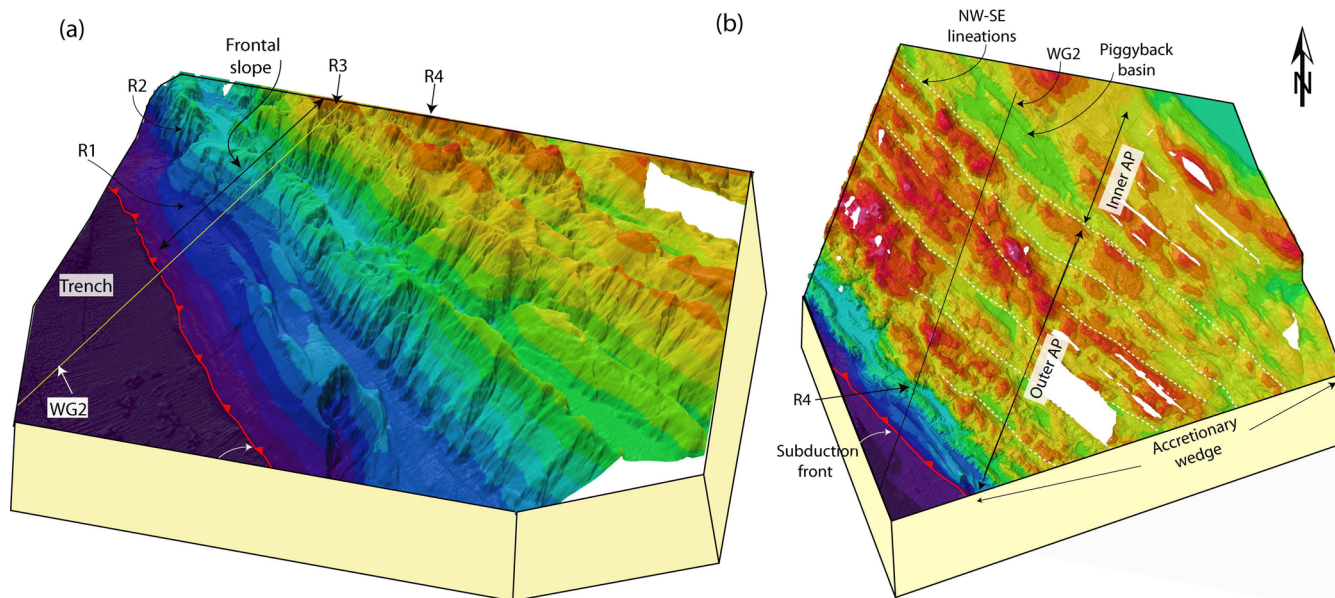 (a)
Frontal
slope
R3
R4
R2
R1
Trench
WG2
(b)
NW-SE
lineations
WG2
Piggyback
basin
N
Inner AP
Outer AP
R4
Subduction
front
Accretionary
wedge